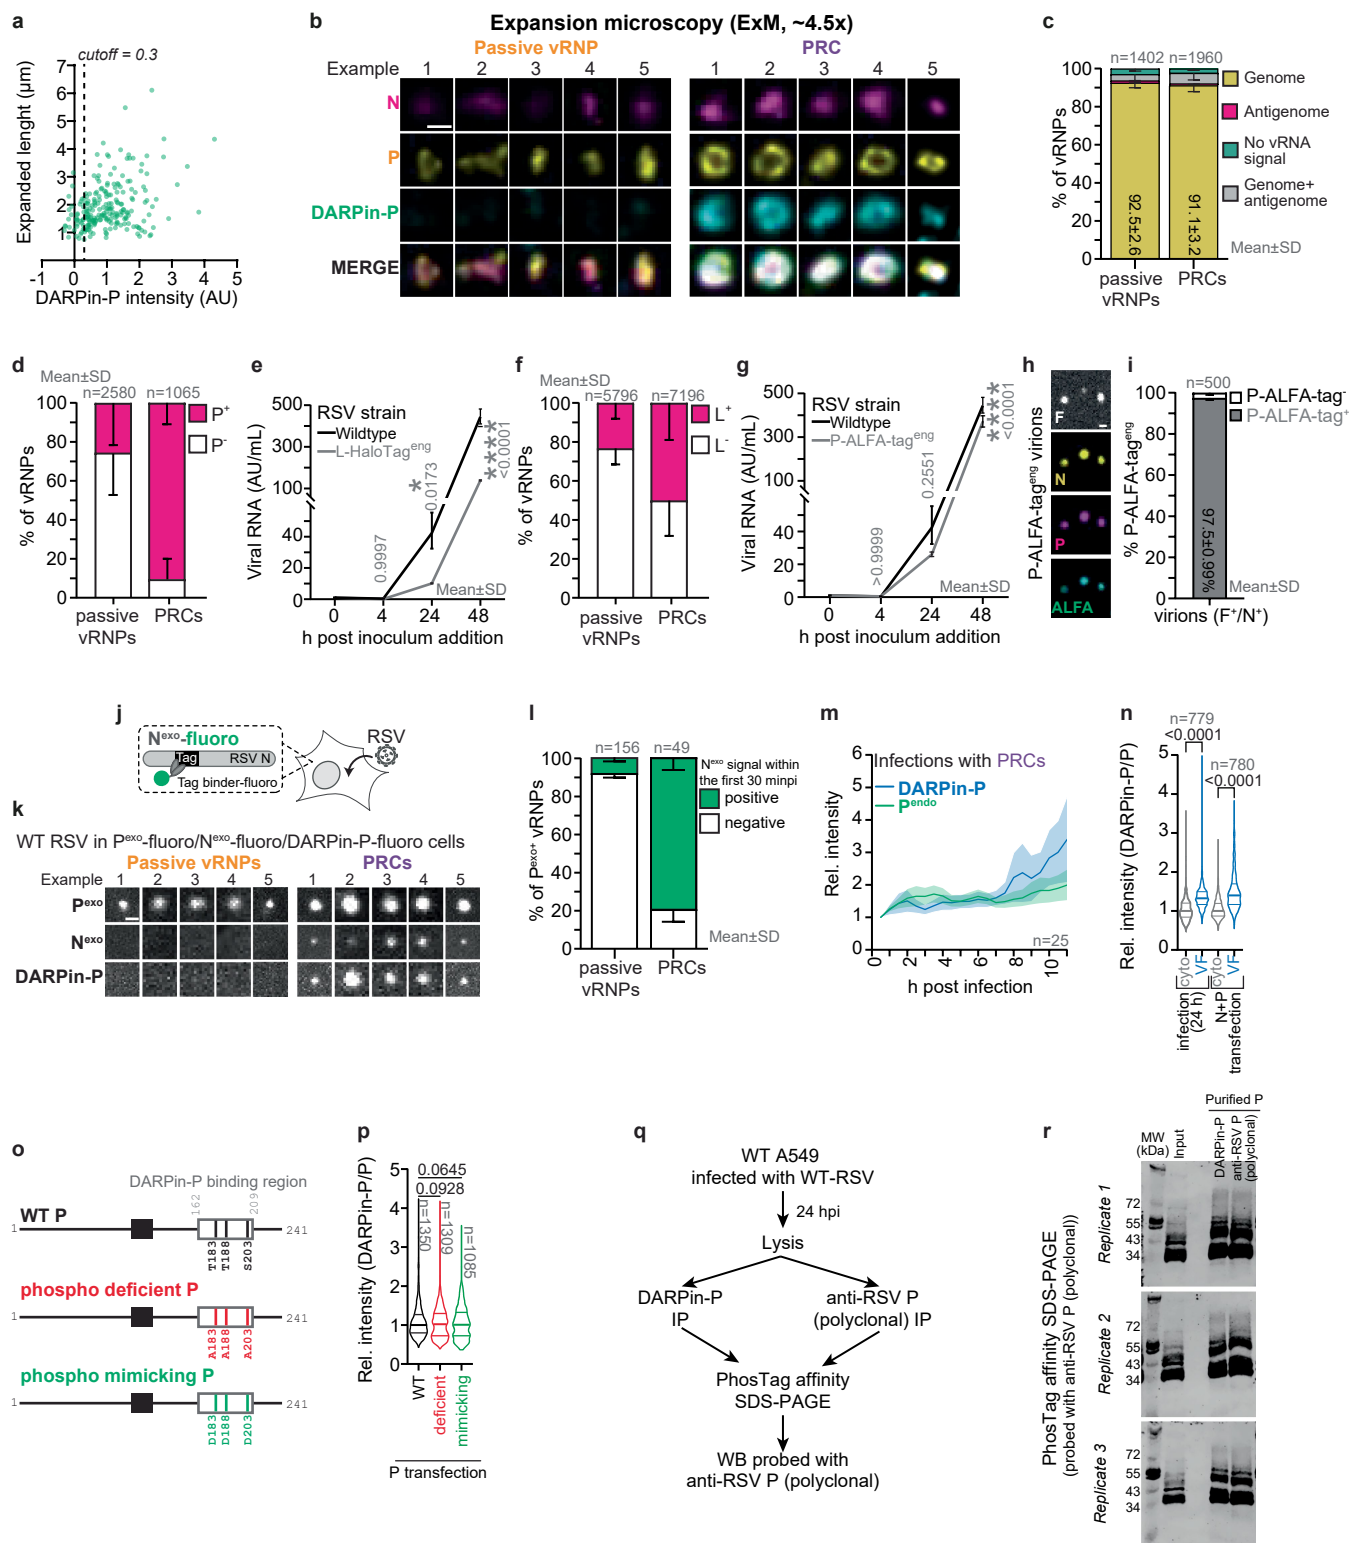 a
cutoff = 0.3
Expanded lenght (µm)
7
6
5
4
3
2
1
-1 0 1 2 3 4 5
DARPin-P intensity (AU)
b
Expansion microscopy (ExM, ~4.5x)
Passive vRNP PRC
Example 1 2 3 4 5 1 2 3 4 5
N
P
DARPin-P
MERGE
c
n=1402 n=1960
% of vRNPs
100
80
60
40
20
0
92.5±2.6
91.1±3.2
Genome
Antigenome
No vRNA
signal
Genome+
antigenome
Mean±SD
passive
vRNPs
PRCs
d
Mean±SD
n=2580 n=1065
% of vRNPs
100
80
60
40
20
0
P+
P-
passive
vRNPs
PRCs
e
Viral RNA (AU/mL)
500
400
300
200
100
40
20
0
RSV strain
Wildtype
L-HaloTageng
0.9997
*
0.0173
****
<0.0001
Mean±SD
0 4 24 48
h post inoculum addition
f
Mean±SD
n=5796 n=7196
% of vRNPs
100
80
60
40
20
0
L+
L-
passive
vRNPs
PRCs
g
Viral RNA (AU/mL)
500
400
300
200
100
40
20
0
RSV strain
Wildtype
P-ALFA-tageng
>0.9999
0.2551
****
<0.0001
Mean±SD
0 4 24 48
h post inoculum addition
h
P-ALFA-tageng virions
F
N
P
ALFA
i
n=500
% P-ALFA-tageng
100
80
60
40
20
0
97.5±0.99%
P-ALFA-tag-
P-ALFA-tag+
Mean±SD
virions (F+/N+)
j
Nexo-fluoro
Tag
RSV N
Tag binder-fluoro
RSV
k
WT RSV in Pexo-fluoro/Nexo-fluoro/DARPin-P-fluoro cells
Passive vRNPs PRCs
Example 1 2 3 4 5 1 2 3 4 5
Pexo
Nexo
DARPin-P
l
n=156 n=49
% of Pexo+ vRNPs
100
80
60
40
20
0
Nexo signal within
the first 30 minpi
positive
negative
Mean±SD
passive
vRNPs
PRCs
m
Rel. intensity
6
5
4
3
2
1
0
Infections with PRCs
DARPin-P
Pendo
n=25
0 2 4 6 8 10
h post infection
n
n=779
<0.0001
n=780
<0.0001
Rel. intensity (DARPin-P/P)
5
4
3
2
1
0
cyto
VF
cyto
VF
infection
(24 h)
N+P
transfection
o
DARPin-P binding region
162
209
WT P
1
241
T183
T188
S203
phospho deficient P
1
241
A183
A188
A203
phospho mimicking P
1
241
D183
D188
D203
p
Rel. intensity (DARPin-P/P)
5
4
3
2
1
0
0.0645
0.0928
n=1350
n=1309
n=1085
WT
deficient
mimicking
P transfection
q
WT A549
infected with WT-RSV
24 hpi
Lysis
DARPin-P
IP
anti-RSV P
(polyclonal) IP
PhosTag affinity
SDS-PAGE
WB probed with
anti-RSV P (polyclonal)
r
Purified P
MW
(kDa)
Input
DARPin-P
anti-RSV P
(polyclonal)
PhosTag affinity SDS-PAGE
(probed with anti-RSV P (polyclonal))
Replicate 1
72
55
43
34
Replicate 2
72
55
43
34
Replicate 3
72
55
43
34